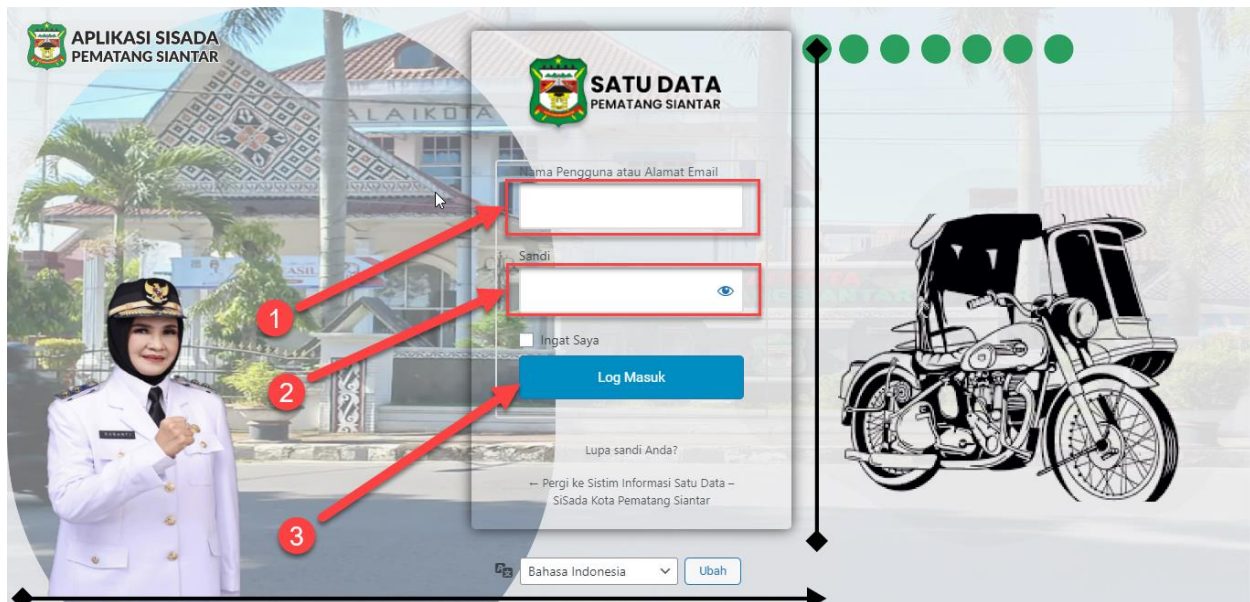 APLIKASI SISADA
PEMATANG SIANTAR
SATU DATA
PEMATANG SIANTAR
Nama Pengguna atau Alamat Email
1
Sandi
2
Ingat Saya
Log Masuk
3
Lupa sandi Anda?
← Pergi ke Sistim Informasi Satu Data –
SiSada Kota Pematang Siantar
Bahasa Indonesia
Ubah